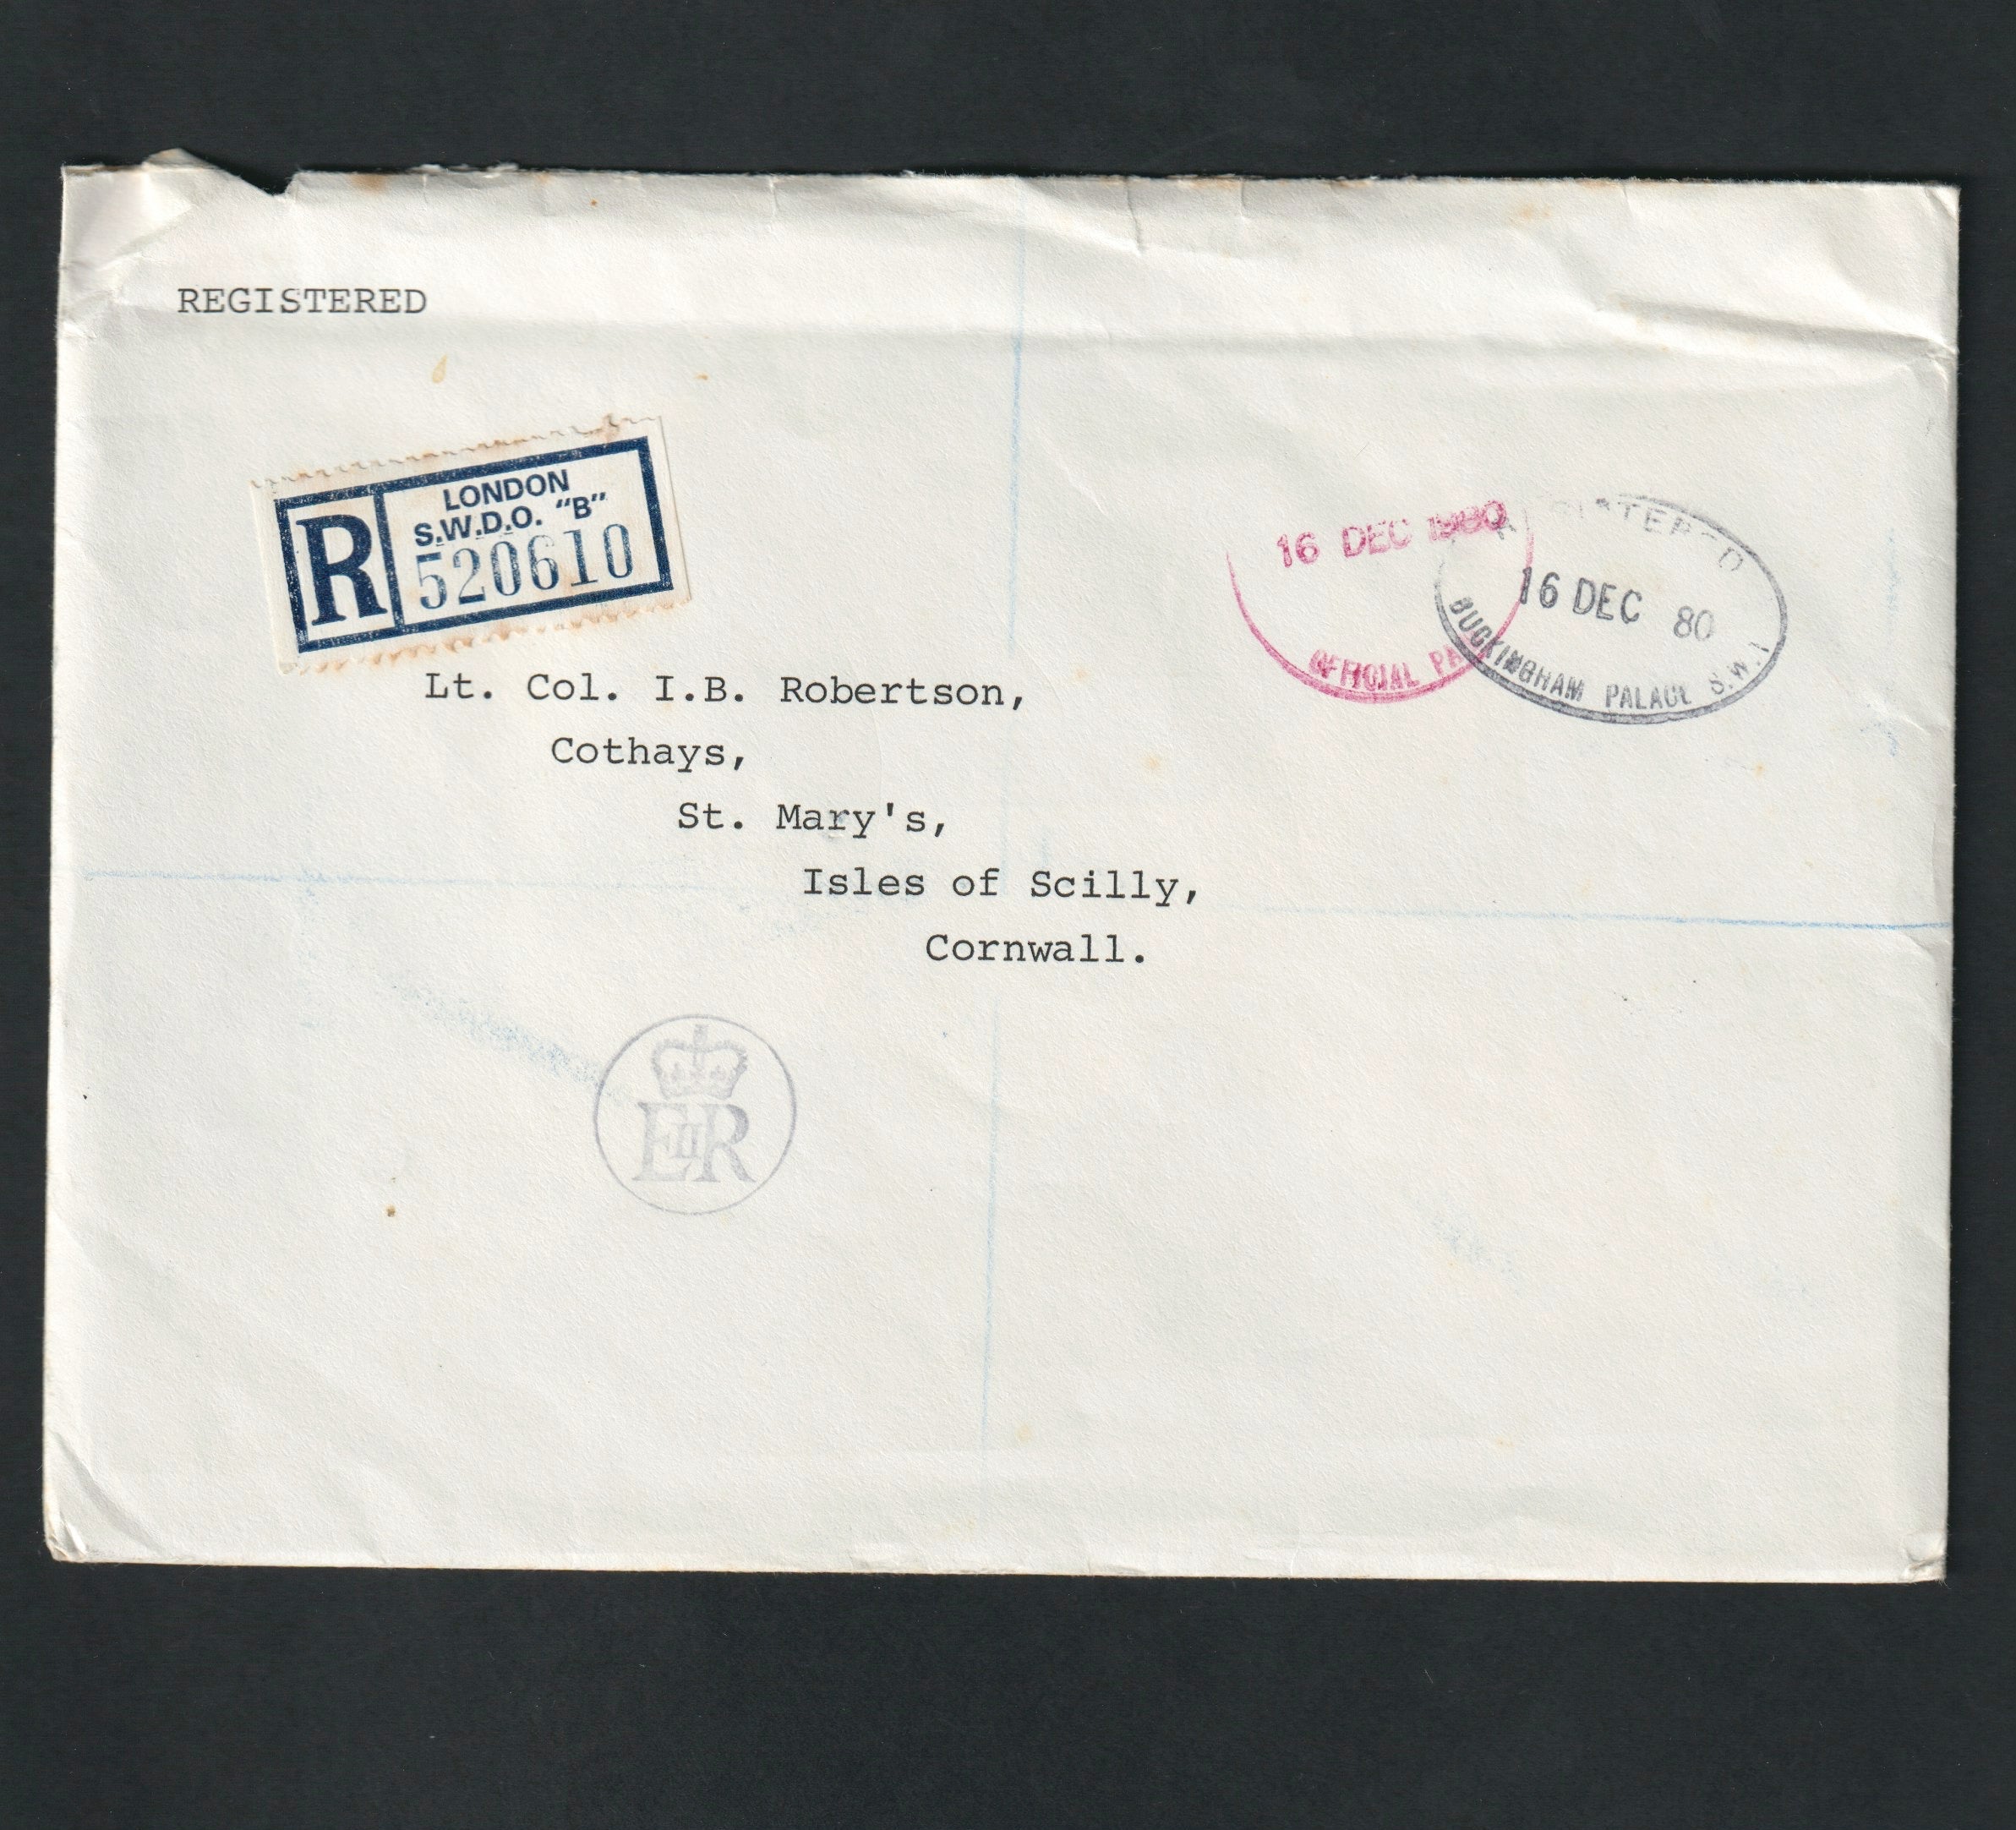 REGISTERED
LONDON
S.W.D.O. "B"
R
520610
16 DEC 1980
OFFICIAL
16 DEC 80
BUCKINGHAM PALACE S.W.1
Lt. Col. I.B. Robertson,
Cothays,
St. Mary's,
Isles of Scilly,
Cornwall.
EIIR